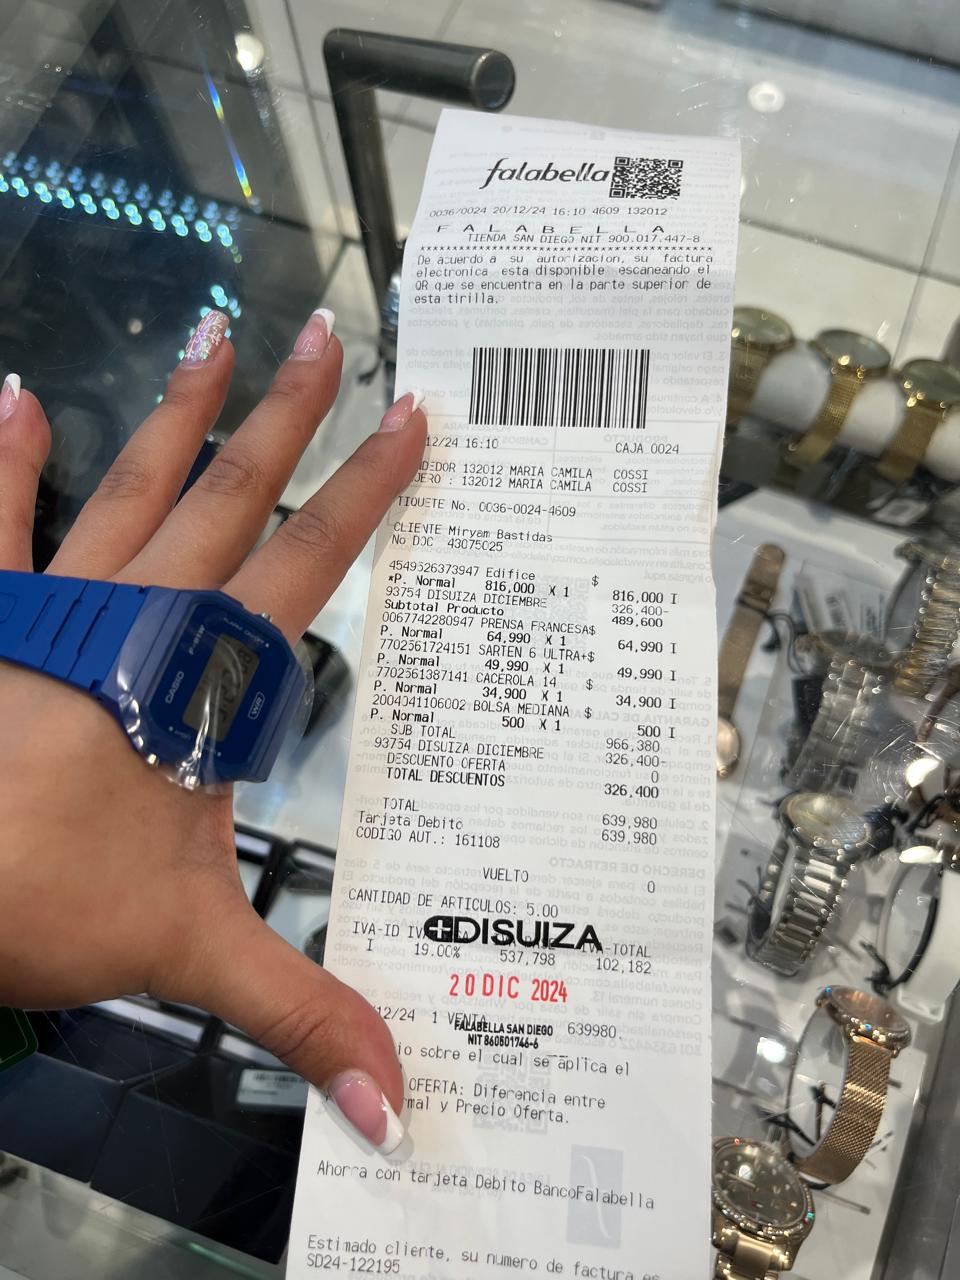 falabella
0036/0024 20/12/24 16:10 4609 132012
F A L A B E L L A
TIENDA SAN DIEGO NIT 900.017.447-8
De acuerdo a su autorizacion, su factura
electronica esta disponible escaneando el
QR que se encuentra en la parte superior de
esta tirilla.
12/24 16:10 CAJA 0024
132012 MARIA CAMILA COSSI
: 132012 MARIA CAMILA COSSI
TIQUETE No. 0036-0024-4609
CLIENTE Miryam Bastidas
No DOC 43075025
4549526373947 Edifice $
*P. Normal 816,000 X 1 816,000 I
93754 DISUIZA DICIEMBRE 326,400-
Subtotal Producto 489,600
0067742280947 PRENSA FRANCESA$
P. Normal 64,990 X 1 64,990 I
7702561724151 SARTEN 6 ULTRA+$
P. Normal 49,990 X 1 49,990 I
7702561387141 CACEROLA 14 $
P. Normal 34,900 X 1 34,900 I
2004041106002 BOLSA MEDIANA $
P. Normal 500 X 1 500 I
SUB TOTAL 966,380
93754 DISUIZA DICIEMBRE 326,400-
DESCUENTO OFERTA 0
TOTAL DESCUENTOS 326,400
TOTAL 639,980
Tarjeta Debito 639,980
CODIGO AUT.: 161108
VUELTO 0
CANTIDAD DE ARTICULOS: 5.00
DISUIZA
IVA-ID IVA -TOTAL
I 19.00% 537,798 102,182
20 DIC 2024
12/24 1 VENTA 639980.
FALABELLA SAN DIEGO
NIT 860501746-6
io sobre el cual se aplica el
OFERTA: Diferencia entre
rmal y Precio Oferta.
Ahorra con tarjeta Debito BancoFalabella
Estimado cliente, su numero de factura es
SD24-122195
CASIO
WR